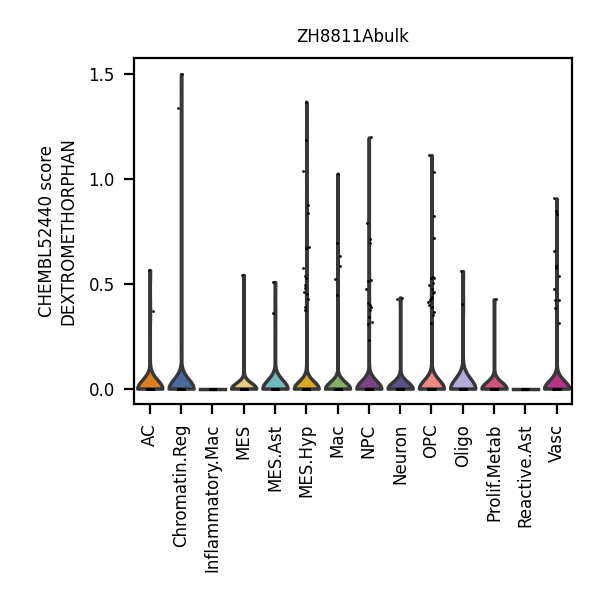 ZH8811Abulk
CHEMBL52440 score
DEXTROMETHORPHAN
1.5
1.0
0.5
0.0
AC
Chromatin.Reg
Inflammatory.Mac
MES
MES.Ast
MES.Hyp
Mac
NPC
Neuron
OPC
Oligo
Prolif.Metab
Reactive.Ast
Vasc